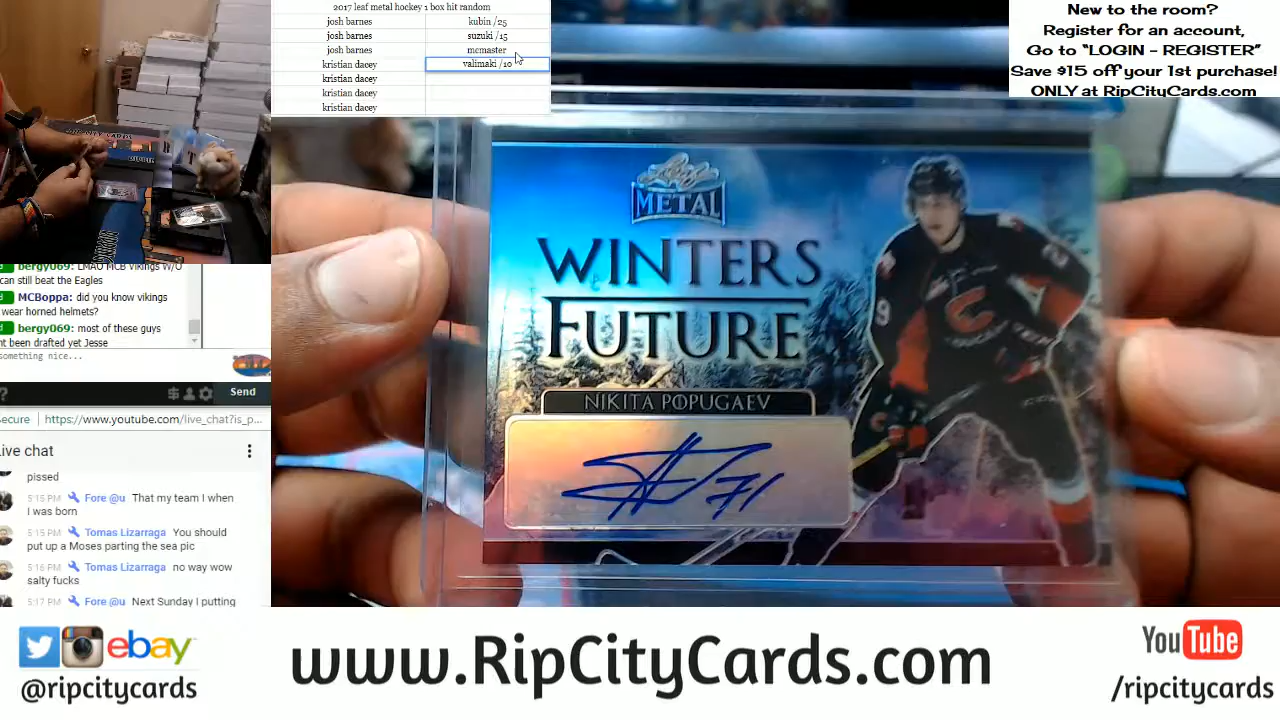 2017 leaf metal hockey 1 box hit random
josh barnes kubin /25
josh barnes suzuki /15
josh barnes mcmaster
kristian dacey valimaki /10
kristian dacey
kristian dacey
kristian dacey
New to the room?
Register for an account,
Go to “LOGIN - REGISTER”
Save $15 off your 1st purchase!
ONLY at RipCityCards.com
Leaf
METAL
WINTERS
FUTURE
NIKITA POPUGAEV
71
bergy069: LMAO MCB Vikings W/O
can still beat the Eagles
MCBoppa: did you know vikings
wear horned helmets?
bergy069: most of these guys
nt been drafted yet Jesse
something nice...
? $ Send
ecure https://www.youtube.com/live_chat?is_p...
ive chat
pissed
5:15 PM Fore @u That my team I when
I was born
5:15 PM Tomas Lizarraga You should
put up a Moses parting the sea pic
5:16 PM Tomas Lizarraga no way wow
salty fucks
5:17 PM Fore @u Next Sunday I putting
ebay
@ripcitycards
www.RipCityCards.com
YouTube
/ripcitycards